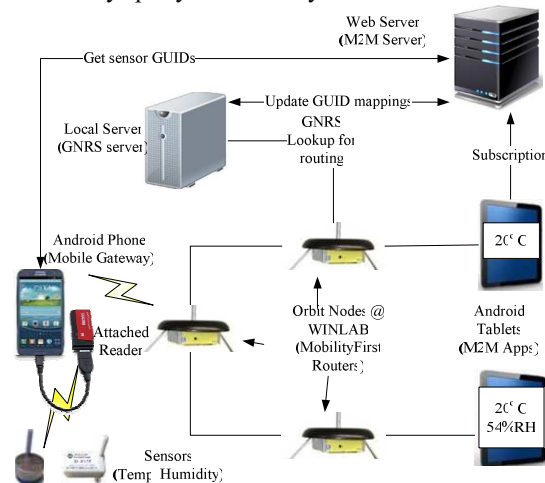 Web Server
(M2M Server)
Get sensor GUIDs
Update GUID mappings
Local Server
(GNRS server)
GNRS
Lookup for
routing
Subscription
Android Phone
(Mobile Gateway)
20° C
Attached
Reader
Orbit Nodes @
WINLAB
(MobilityFirst
Routers)
Android
Tablets
(M2M Apps)
20° C
54%RH
Sensors
(Temp Humidity)